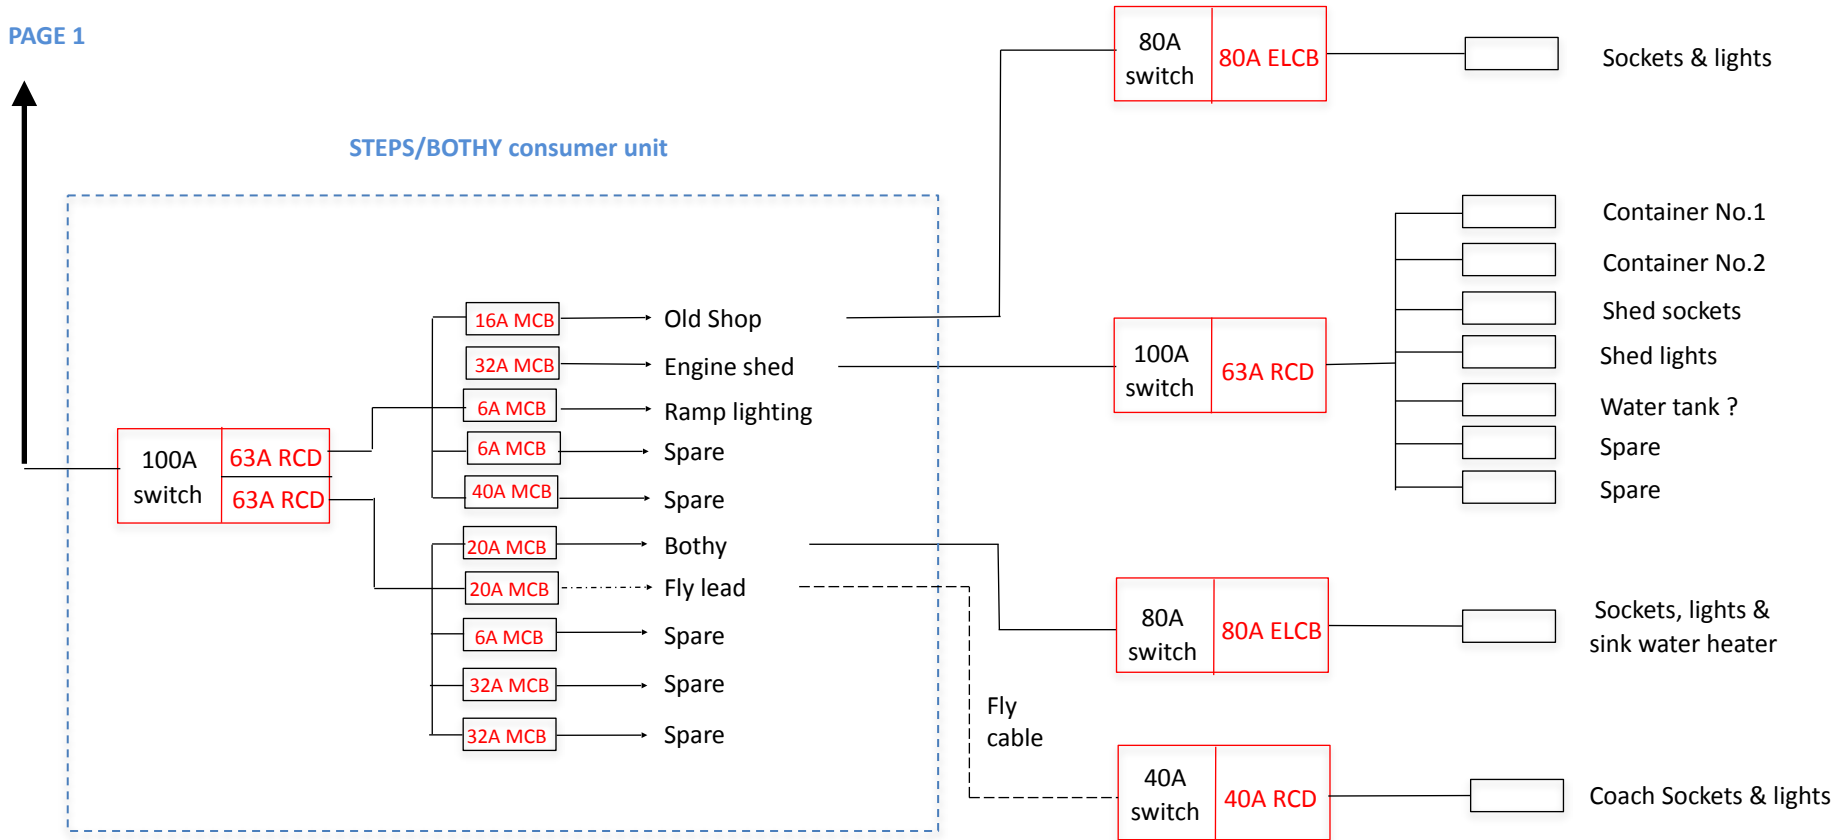 PAGE 1
STEPS/BOTHY consumer unit
100A
switch
63A RCD
63A RCD
16A MCB
Old Shop
32A MCB
Engine shed
6A MCB
Ramp lighting
6A MCB
Spare
40A MCB
Spare
20A MCB
Bothy
20A MCB
Fly lead
6A MCB
Spare
32A MCB
Spare
32A MCB
Spare
80A
switch
80A ELCB
Sockets & lights
100A
switch
63A RCD
Container No.1
Container No.2
Shed sockets
Shed lights
Water tank ?
Spare
Spare
80A
switch
80A ELCB
Sockets, lights &
sink water heater
Fly
cable
40A
switch
40A RCD
Coach Sockets & lights